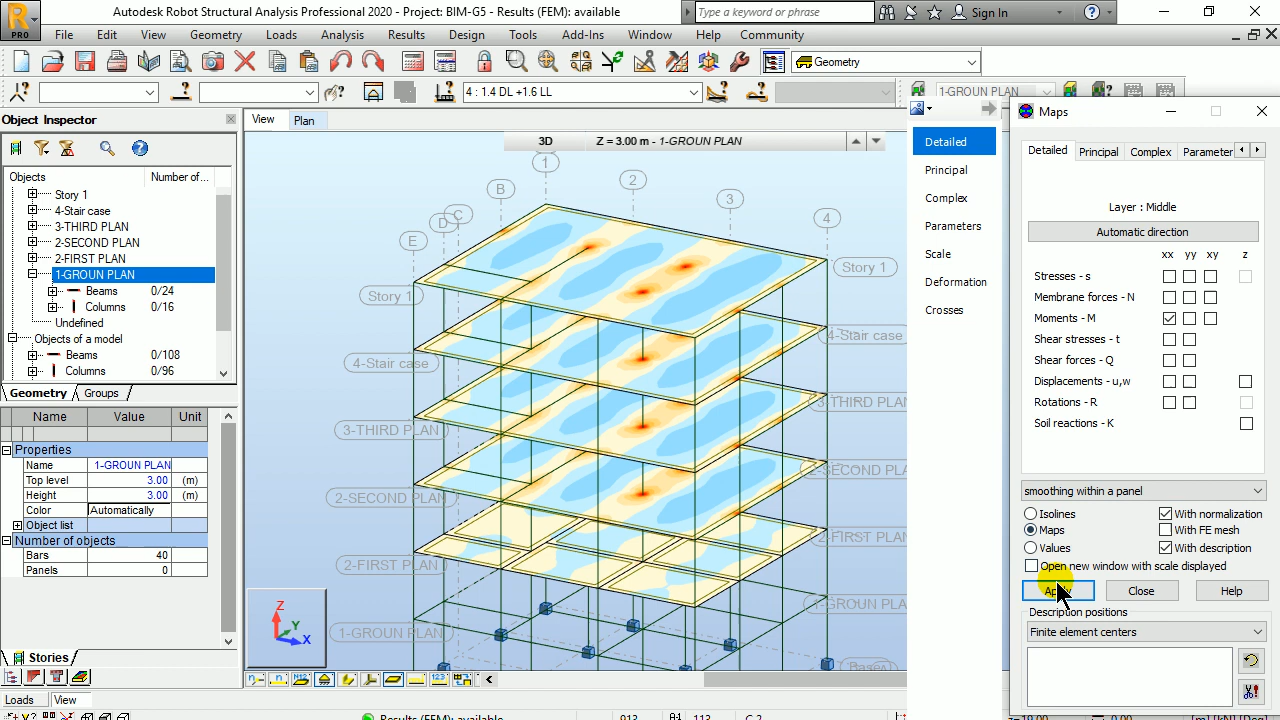 Autodesk Robot Structural Analysis Professional 2020 - Project: BM-G5 - Results (FEM): available
Type a keyword or phrase
Sign In
PRO
File Edit View Geometry Loads Analysis Results Design Tools Add-Ins Window Help Community
Geometry
4 : 1.4 DL +1.6 LL
1-GROUN PLAN
Object Inspector
Objects Number of...
Story 1
4-Stair case
3-THIRD PLAN
2-SECOND PLAN
2-FIRST PLAN
1-GROUN PLAN
Beams 0/24
Columns 0/16
Undefined
Objects of a model
Beams 0/108
Columns 0/96
Geometry Groups
Name Value Unit
Properties
Name 1-GROUN PLAN
Top level 3.00 (m)
Height 3.00 (m)
Color Automatically
Object list
Number of objects
Bars 40
Panels 0
Stories
Loads View
View Plan
3D Z = 3.00 m - 1-GROUN PLAN
1
2
3
4
B
C
D
E
Story 1
Story 1
4-Stair case
4-Stair case
3-THIRD PLAN
3-THIRD PLAN
2-SECOND PLAN
2-SECOND PLA
2-FIRST PLAN
2-FIRST PLAN
1-GROUN PLAN
1-GROUN PLA
Base
Z
Y
X
Detailed
Principal
Complex
Parameters
Scale
Deformation
Crosses
Maps
Detailed Principal Complex Parameter
Layer : Middle
Automatic direction
xx yy xy z
Stresses - s
Membrane forces - N
Moments - M
Shear stresses - t
Shear forces - Q
Displacements - u,w
Rotations - R
Soil reactions - K
smoothing within a panel
Isolines With normalization
Maps With FE mesh
Values With description
Open new window with scale displayed
Close Help
Description positions
Finite element centers
Results (FEM): available